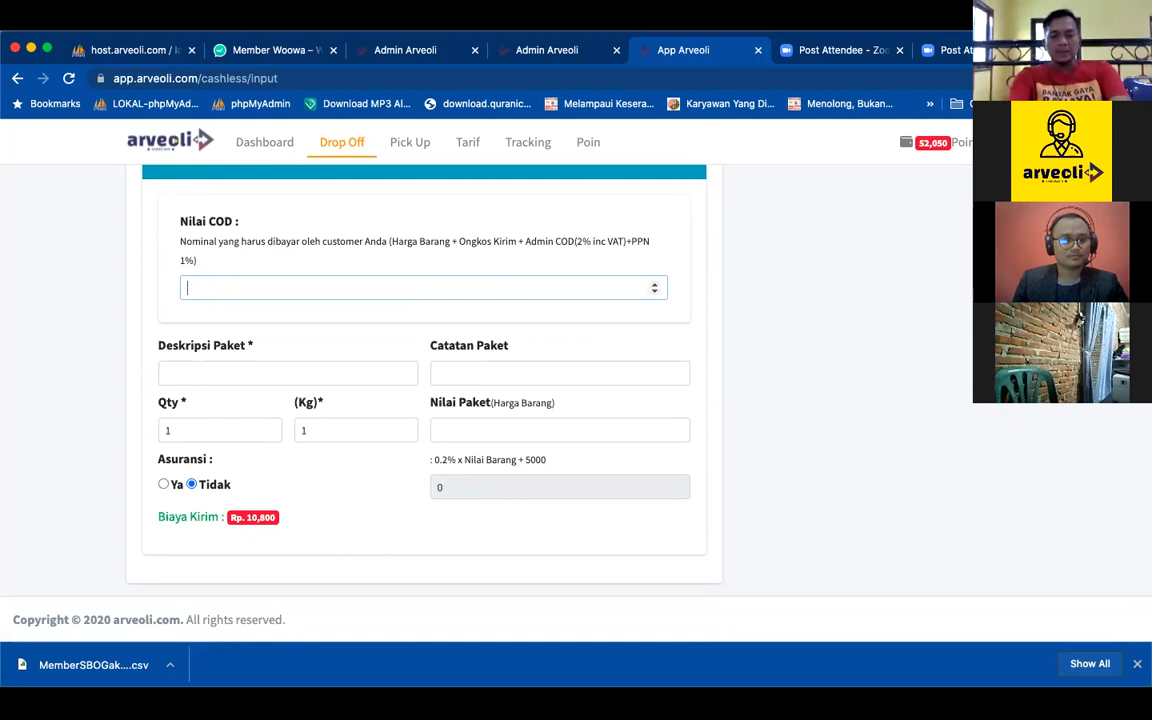 host.arveoli.com /
Member Woowa –
Admin Arveoli
Admin Arveoli
App Arveoli
Post Attendee - Zoo
Post At
app.arveoli.com/cashless/input
Bookmarks
LOKAL-phpMyAd...
phpMyAdmin
Download MP3 Al...
download.quranic...
Melampaui Kesera...
Karyawan Yang Di...
Menolong, Bukan...
»
arveoli
Dashboard
Drop Off
Pick Up
Tarif
Tracking
Poin
52,050
Poin
BANYAK GAYA
arveoli
Nilai COD :
Nominal yang harus dibayar oleh customer Anda (Harga Barang + Ongkos Kirim + Admin COD(2% inc VAT)+PPN
1%)
Deskripsi Paket *
Catatan Paket
Qty *
(Kg)*
Nilai Paket(Harga Barang)
1
1
Asuransi :
: 0.2% x Nilai Barang + 5000
Ya Tidak
0
Biaya Kirim : Rp. 10,800
Copyright © 2020 arveoli.com. All rights reserved.
MemberSBOGak....csv
Show All